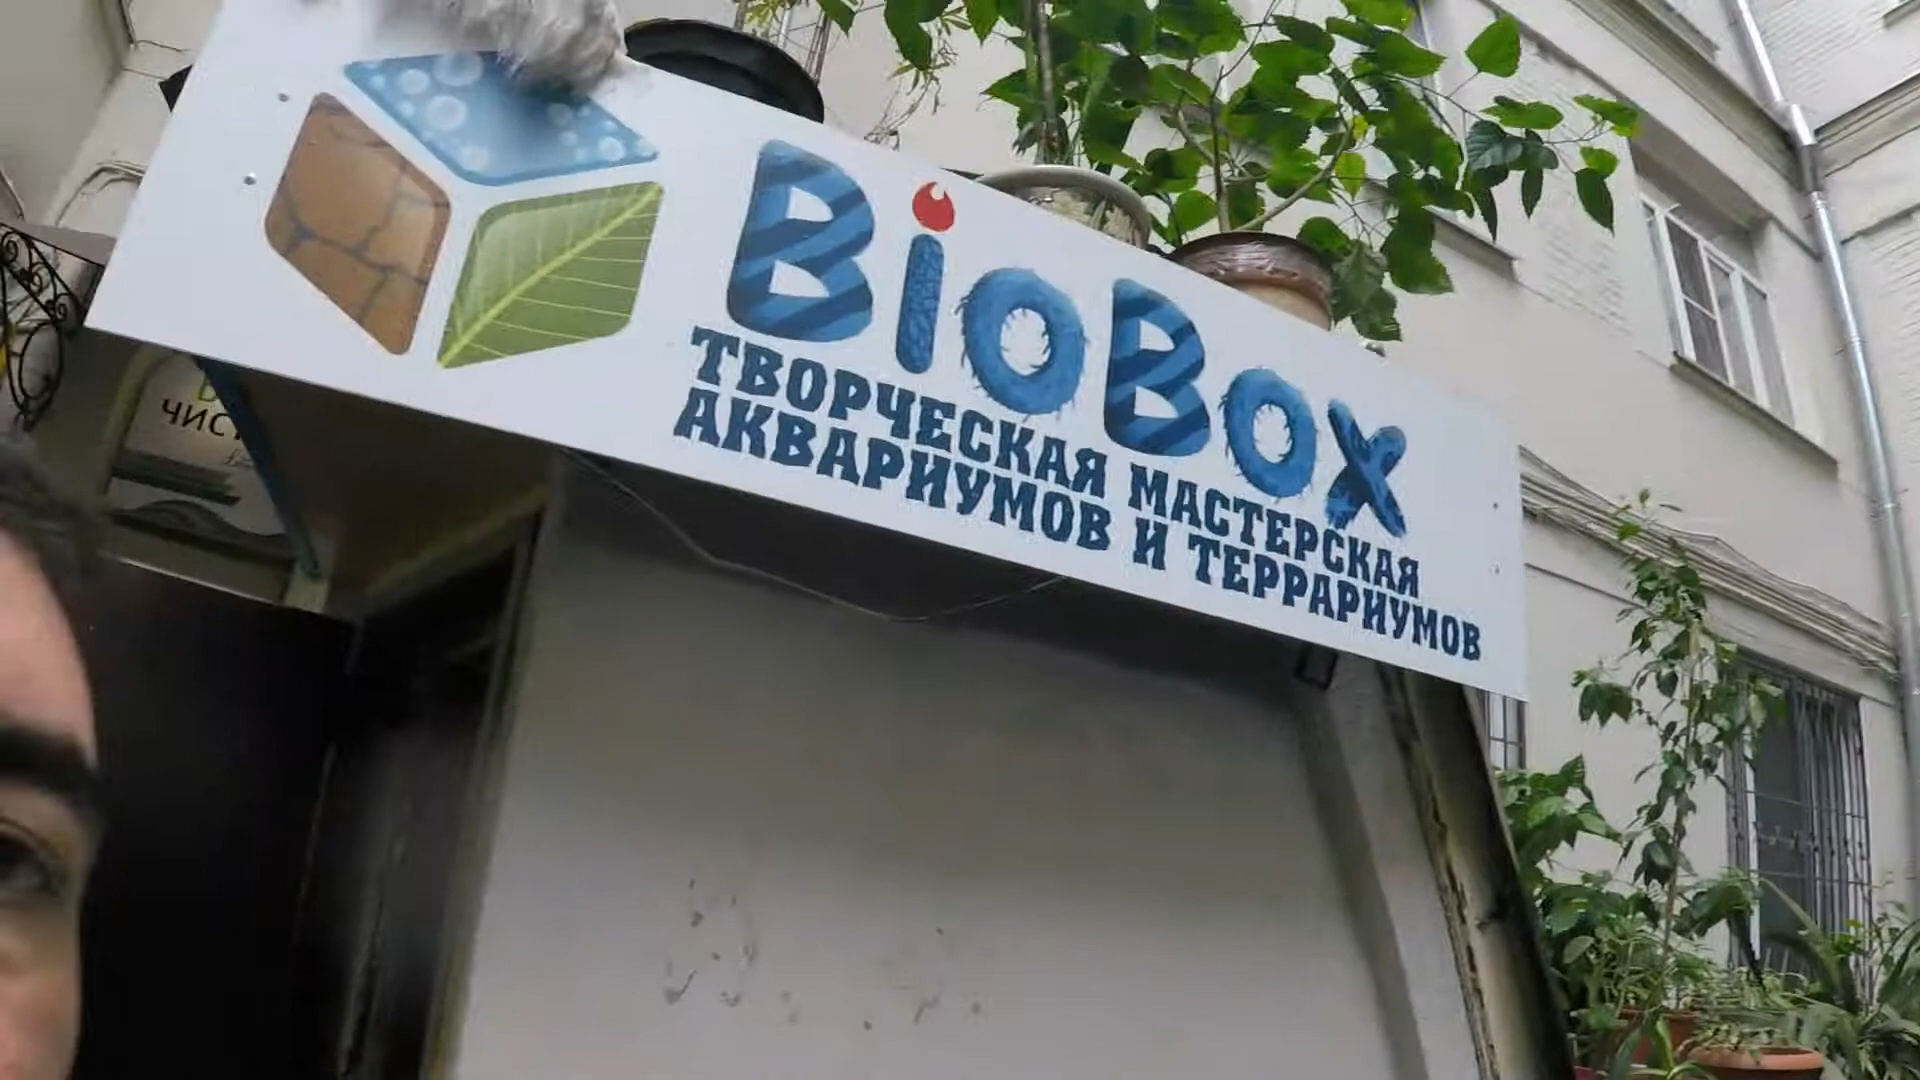 BioBox
ТВОРЧЕСКАЯ МАСТЕРСКАЯ
АКВАРИУМОВ И ТЕРРАРИУМОВ